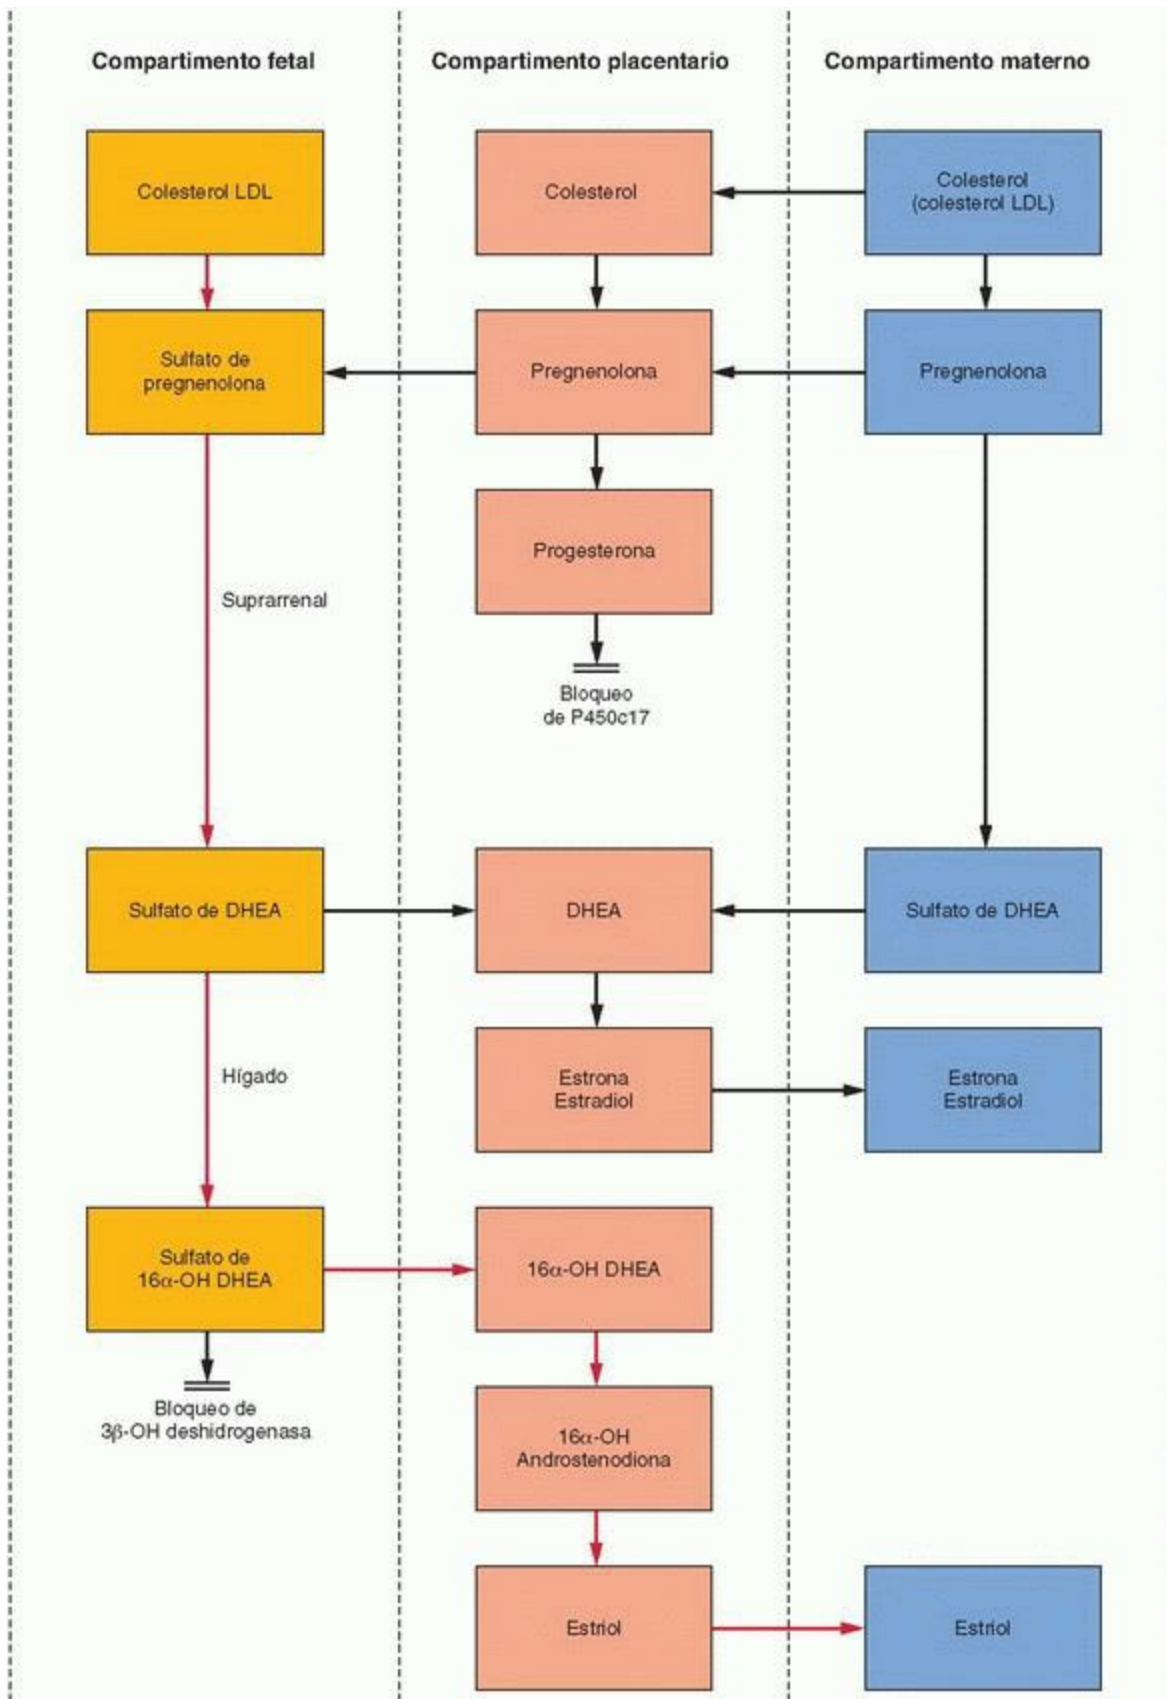 Compartimento fetal
Compartimento placentario
Compartimento materno
Colesterol LDL
Colesterol
Colesterol
(colesterol LDL)
Sulfato de
pregnenolona
Pregnenolona
Pregnenolona
Progesterona
Suprarrenal
Bloqueo
de P450c17
Sulfato de DHEA
DHEA
Sulfato de DHEA
Hígado
Estrona
Estradiol
Estrona
Estradiol
Sulfato de
16α-OH DHEA
16α-OH DHEA
Bloqueo de
3β-OH deshidrogenasa
16α-OH
Androstenodiona
Estriol
Estriol